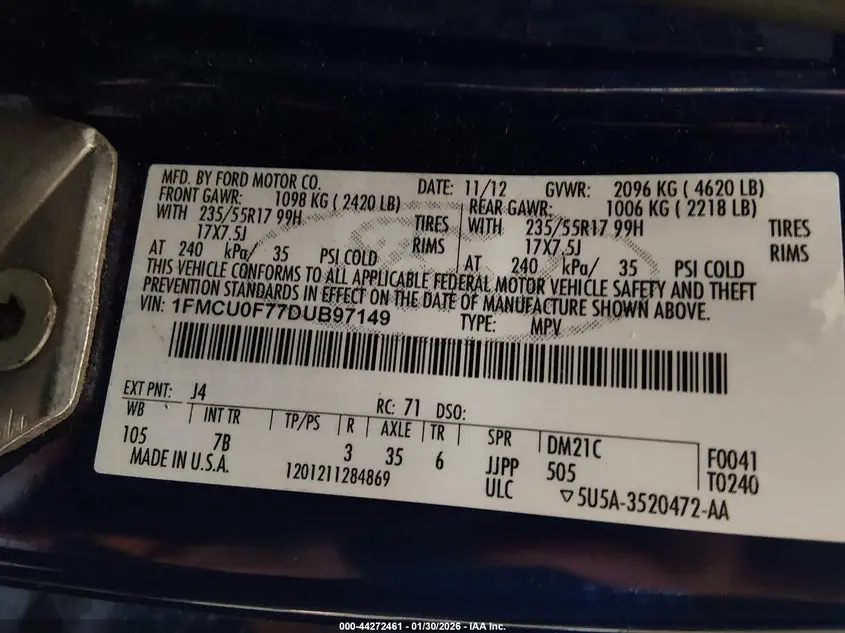 MFD. BY FORD MOTOR CO. DATE: 11/12 GVWR: 2096 KG ( 4620 LB)
FRONT GAWR: 1098 KG ( 2420 LB) REAR GAWR: 1006 KG ( 2218 LB)
WITH 235/55R17 99H TIRES WITH 235/55R17 99H TIRES
17X7.5J RIMS 17X7.5J RIMS
AT 240 kPa/ 35 PSI COLD AT 240 kPa/ 35 PSI COLD
THIS VEHICLE CONFORMS TO ALL APPLICABLE FEDERAL MOTOR VEHICLE SAFETY AND THEFT
PREVENTION STANDARDS IN EFFECT ON THE DATE OF MANUFACTURE SHOWN ABOVE.
VIN: 1FMCU0F77DUB97149 TYPE: MPV
EXT PNT: J4 RC: 71 DSO:
WB INT TR TP/PS R AXLE TR SPR DM21C F0041
105 7B 3 35 6 JJPP 505 T0240
MADE IN U.S.A. 1201211284869 ULC ▽5U5A-3520472-AA
000-44272461 - 01/30/2026 - IAA Inc.